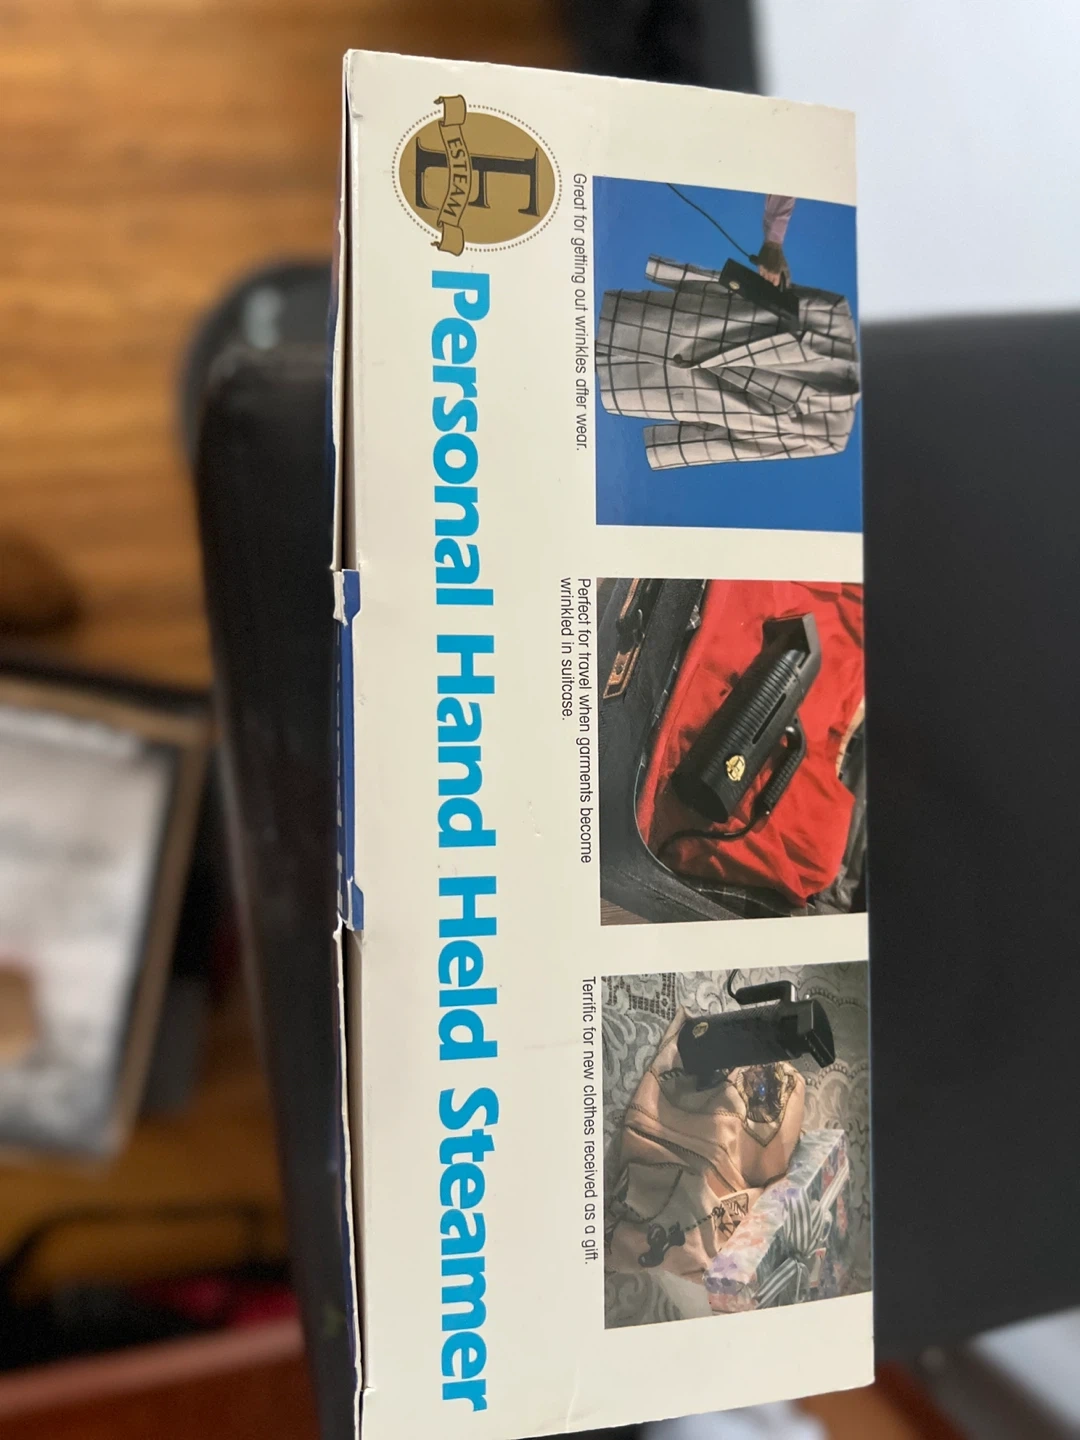 Great for getting out wrinkles after wear.
Perfect for travel when garments become
wrinkled in suitcase.
Terrific for new clothes received as a gift.
E
ESTEAM
Personal Hand Held Steamer